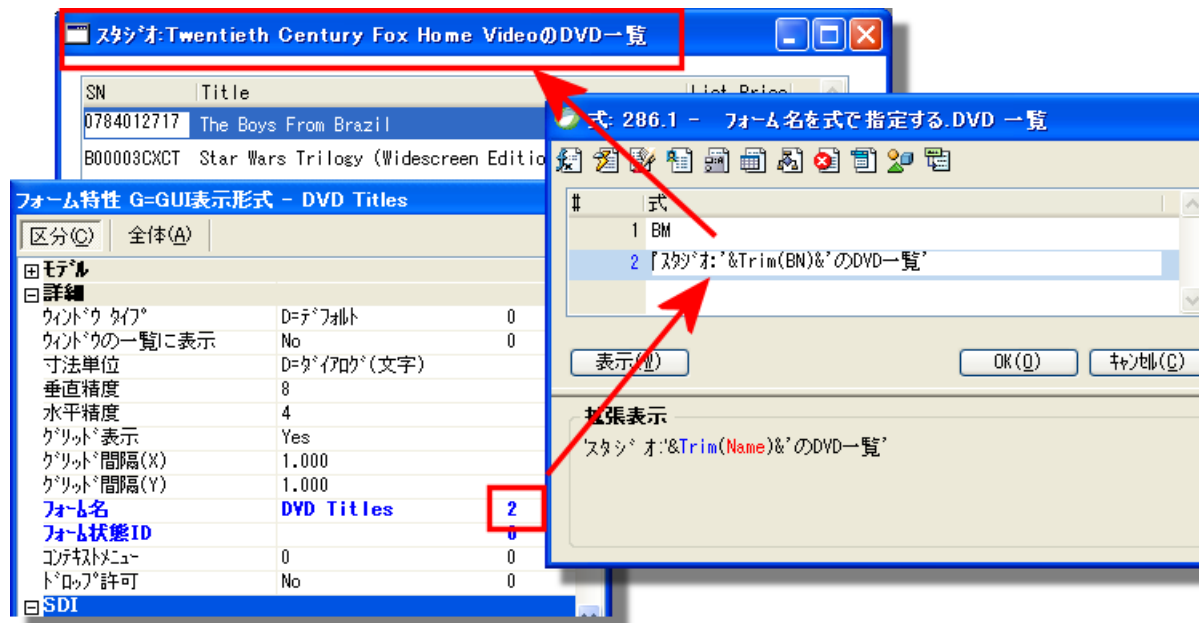 ｽﾀｼﾞｵ:Twentieth Century Fox Home VideoのDVD一覧
SN Title List Price
0784012717 The Boys From Brazil
B00003CXCT Star Wars Trilogy (Widescreen Editio
式: 286.1 - ﾌｫｰﾑ名を式で指定する.DVD 一覧
# 式
1 BM
2 'ｽﾀｼﾞｵ:'&Trim(BN)&'のDVD一覧'
表示(W) OK(O) ｷｬﾝｾﾙ(C)
拡張表示
'ｽﾀｼﾞｵ:'&Trim(Name)&'のDVD一覧'
フォーム特性 G=GUI表示形式 - DVD Titles
区分(C) 全体(A)
ﾓﾃﾞﾙ
詳細
ｳｨﾝﾄﾞｳ ﾀｲﾌﾟ D=ﾃﾞﾌｫﾙﾄ 0
ｳｨﾝﾄﾞｳの一覧に表示 No 0
寸法単位 D=ﾀﾞｲｱﾛｸﾞ(文字)
垂直精度 8
水平精度 4
ｸﾞﾘｯﾄﾞ表示 Yes
ｸﾞﾘｯﾄﾞ間隔(X) 1.000
ｸﾞﾘｯﾄﾞ間隔(Y) 1.000
ﾌｫｰﾑ名 DVD Titles 2
ﾌｫｰﾑ状態ID 0
ｺﾝﾃｷｽﾄﾒﾆｭｰ 0 0
ﾄﾞﾛｯﾌﾟ許可 No 0
SDI